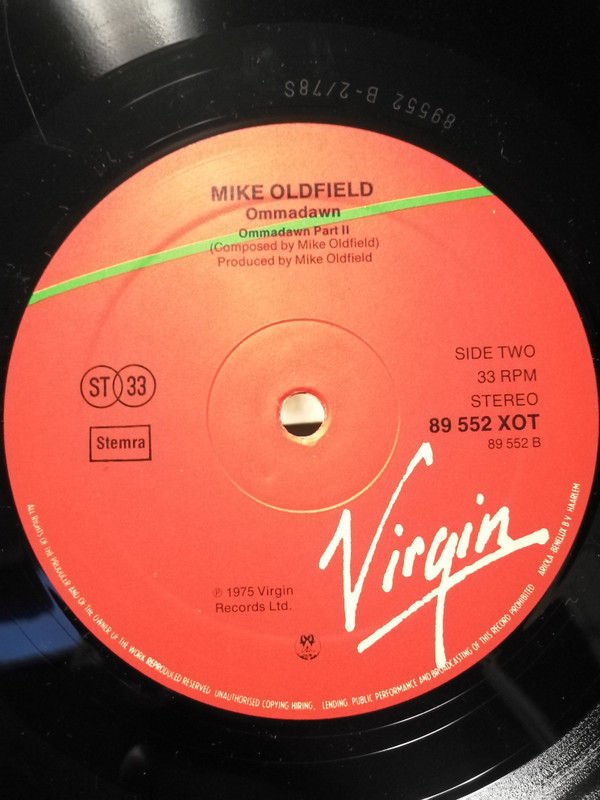 89552 B-2/78S
MIKE OLDFIELD
Ommadawn
Ommadawn Part II
(Composed by Mike Oldfield)
Produced by Mike Oldfield
ST 33
Stemra
SIDE TWO
33 RPM
STEREO
89 552 XOT
89 552 B
Virgin
℗ 1975 Virgin
Records Ltd.
ALL RIGHTS OF THE PRODUCER AND OF THE OWNER OF THE WORK REPRODUCED RESERVED UNAUTHORISED COPYING HIRING, LENDING, PUBLIC PERFORMANCE AND BROADCASTING OF THIS RECORD PROHIBITED ARIOLA-BENELUX B.V. HAARLEM